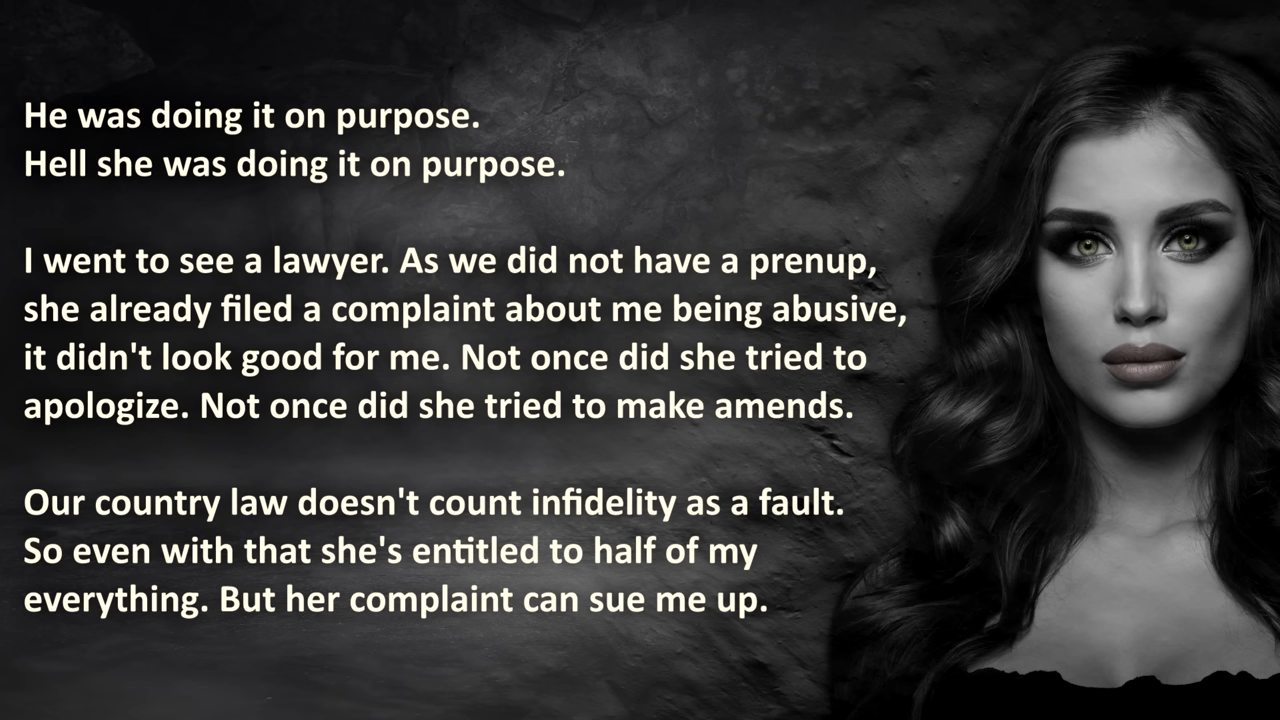 He was doing it on purpose.
Hell she was doing it on purpose.
I went to see a lawyer. As we did not have a prenup,
she already filed a complaint about me being abusive,
it didn't look good for me. Not once did she tried to
apologize. Not once did she tried to make amends.
Our country law doesn't count infidelity as a fault.
So even with that she's entitled to half of my
everything. But her complaint can sue me up.